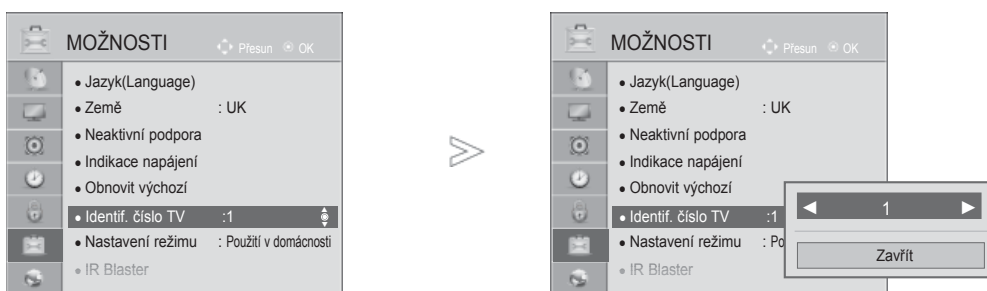 MOŽNOSTI
Přesun OK
• Jazyk(Language)
• Země : UK
• Neaktivní podpora
• Indikace napájení
• Obnovit výchozí
• Identif. číslo TV :1
• Nastavení režimu : Použití v domácnosti
• IR Blaster
MOŽNOSTI
Přesun OK
• Jazyk(Language)
• Země : UK
• Neaktivní podpora
• Indikace napájení
• Obnovit výchozí
• Identif. číslo TV :1
• Nastavení režimu : Po
• IR Blaster
◀ 1 ▶
Zavřít